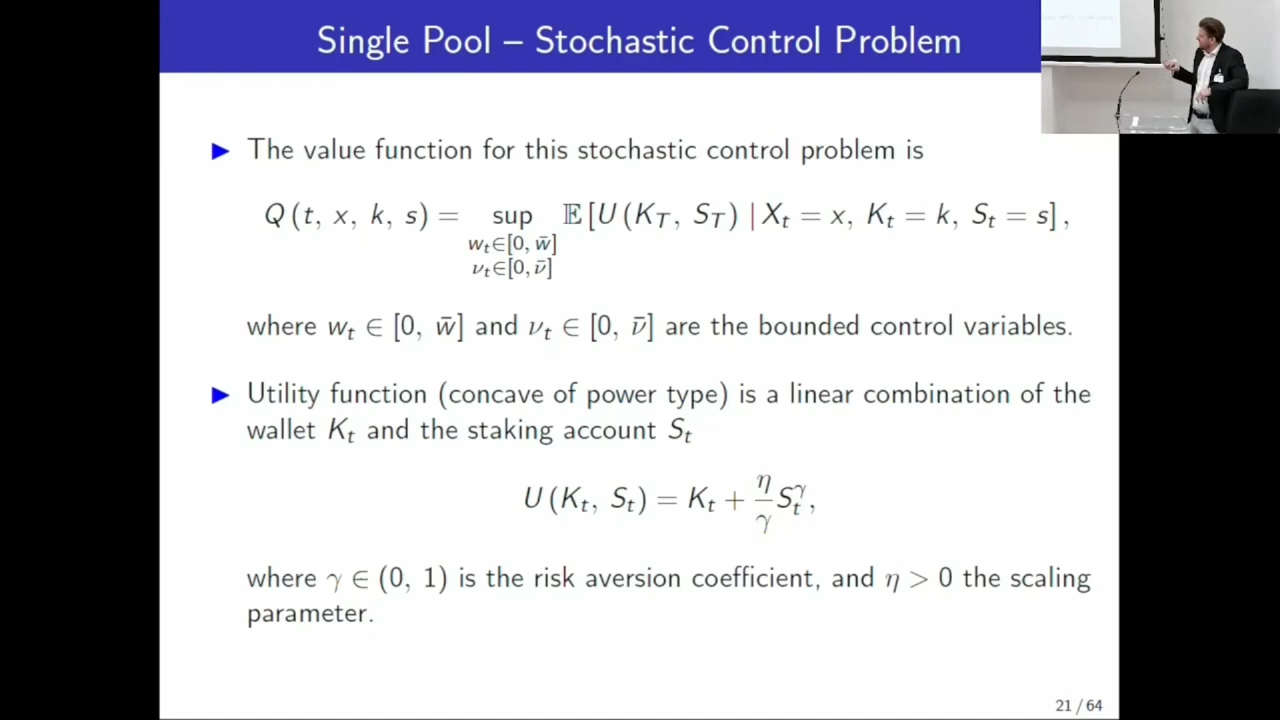 Single Pool – Stochastic Control Problem
▶ The value function for this stochastic control problem is
Q (t, x, k, s) = sup 𝔼 [U (K_T, S_T) | X_t = x, K_t = k, S_t = s] ,
w_t∈[0, w̄]
ν_t∈[0, ν̄]
where w_t ∈ [0, w̄] and ν_t ∈ [0, ν̄] are the bounded control variables.
▶ Utility function (concave of power type) is a linear combination of the
wallet K_t and the staking account S_t
U (K_t, S_t) = K_t + η/γ S_t^γ,
where γ ∈ (0, 1) is the risk aversion coefficient, and η > 0 the scaling
parameter.
21 / 64